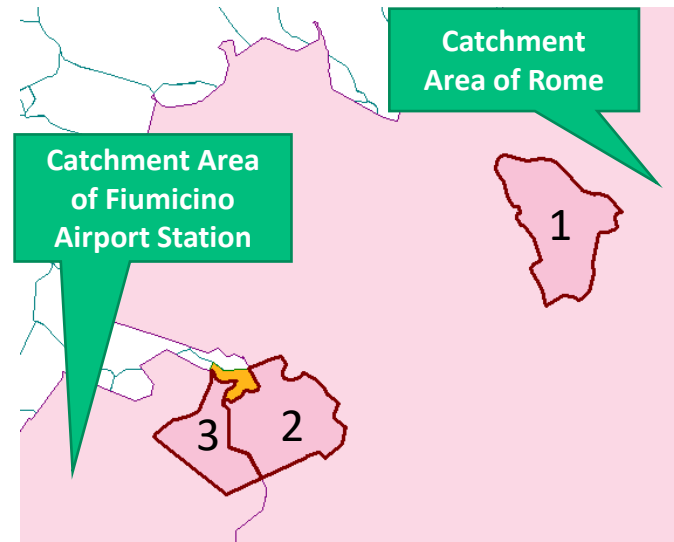 Catchment
Area of Rome
Catchment Area
of Fiumicino
Airport Station
1
3
2